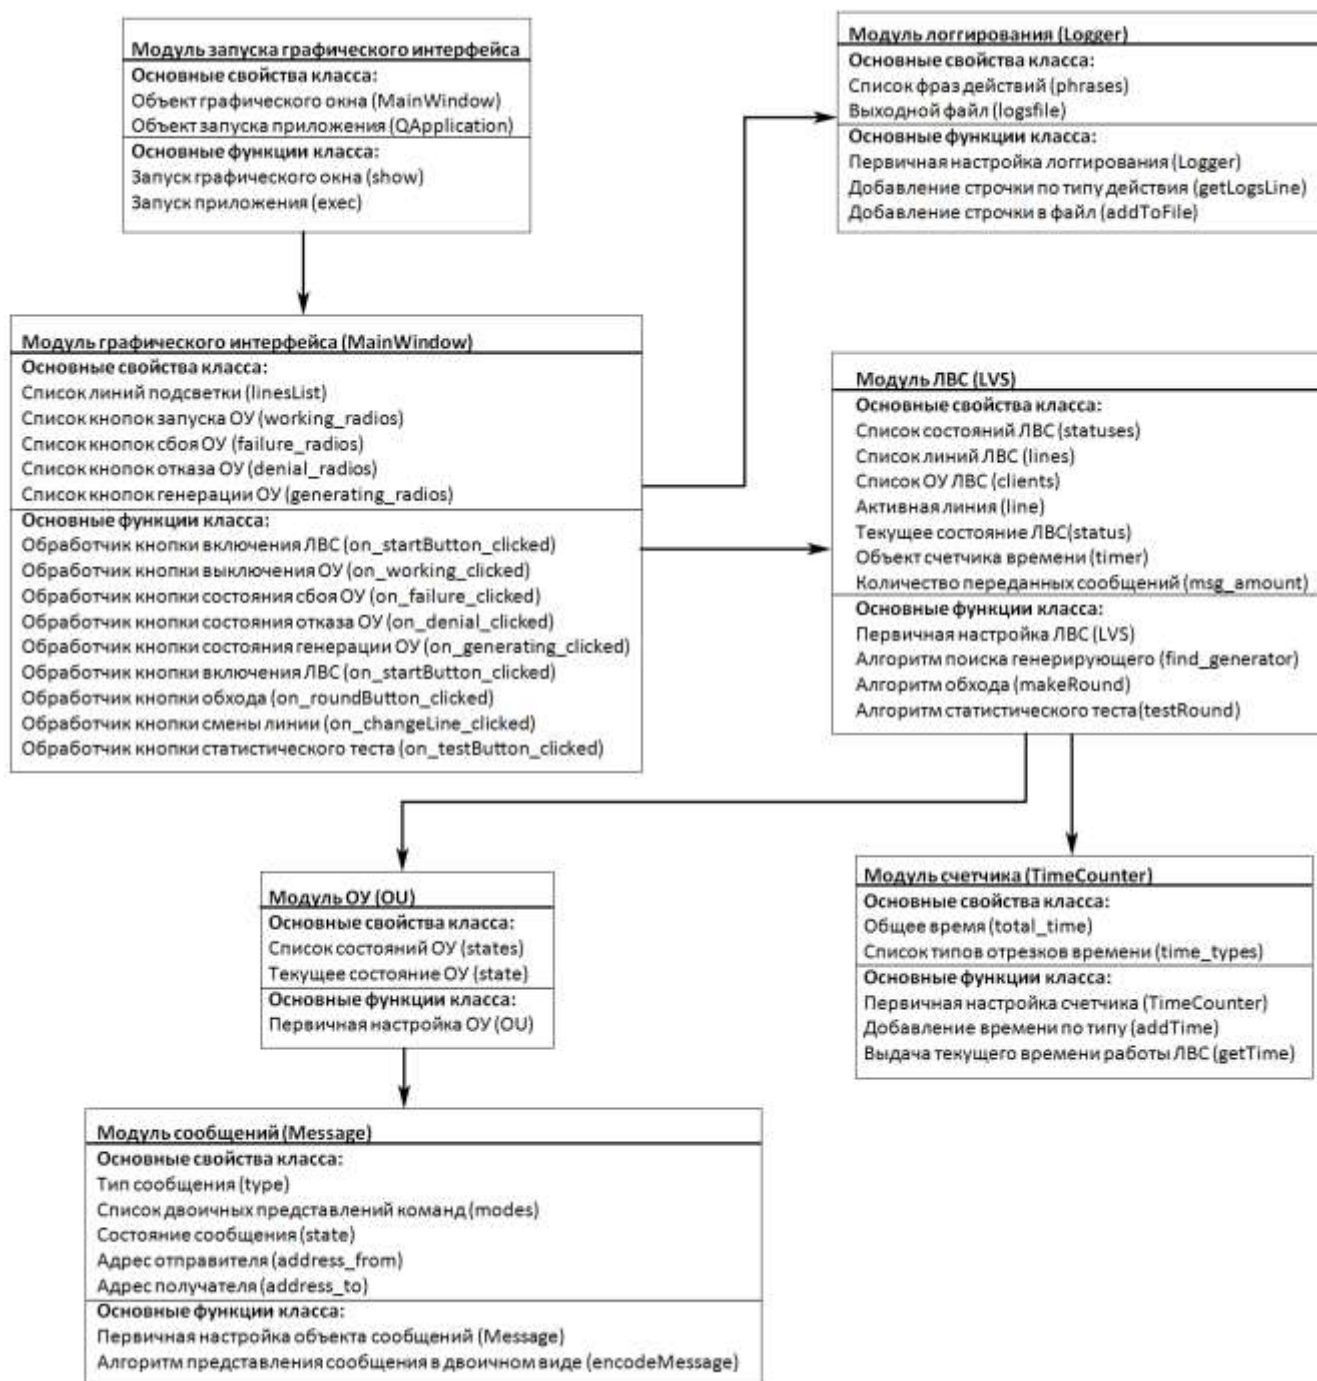 Модуль запуска графического интерфейса
Основные свойства класса:
Объект графического окна (MainWindow)
Объект запуска приложения (QApplication)
Основные функции класса:
Запуск графического окна (show)
Запуск приложения (exec)
Модуль логгирования (Logger)
Основные свойства класса:
Список фраз действий (phrases)
Выходной файл (logsfile)
Основные функции класса:
Первичная настройка логгирования (Logger)
Добавление строчки по типу действия (getLogsLine)
Добавление строчки в файл (addToFile)
Модуль графического интерфейса (MainWindow)
Основные свойства класса:
Список линий подсветки (linesList)
Список кнопок запуска ОУ (working_radios)
Список кнопок сбоя ОУ (failure_radios)
Список кнопок отказа ОУ (denial_radios)
Список кнопок генерации ОУ (generating_radios)
Основные функции класса:
Обработчик кнопки включения ЛВС (on_startButton_clicked)
Обработчик кнопки выключения ОУ (on_working_clicked)
Обработчик кнопки состояния сбоя ОУ (on_failure_clicked)
Обработчик кнопки состояния отказа ОУ (on_denial_clicked)
Обработчик кнопки состояния генерации ОУ (on_generating_clicked)
Обработчик кнопки включения ЛВС (on_startButton_clicked)
Обработчик кнопки обхода (on_roundButton_clicked)
Обработчик кнопки смены линии (on_changeLine_clicked)
Обработчик кнопки статистического теста (on_testButton_clicked)
Модуль ЛВС (LVS)
Основные свойства класса:
Список состояний ЛВС (statuses)
Список линий ЛВС (lines)
Список ОУ ЛВС (clients)
Активная линия (line)
Текущее состояние ЛВС(status)
Объект счетчика времени (timer)
Количество переданных сообщений (msg_amount)
Основные функции класса:
Первичная настройка ЛВС (LVS)
Алгоритм поиска генерирующего (find_generator)
Алгоритм обхода (makeRound)
Алгоритм статистического теста(testRound)
Модуль ОУ (OU)
Основные свойства класса:
Список состояний ОУ (states)
Текущее состояние ОУ (state)
Основные функции класса:
Первичная настройка ОУ (OU)
Модуль счетчика (TimeCounter)
Основные свойства класса:
Общее время (total_time)
Список типов отрезков времени (time_types)
Основные функции класса:
Первичная настройка счетчика (TimeCounter)
Добавление времени по типу (addTime)
Выдача текущего времени работы ЛВС (getTime)
Модуль сообщений (Message)
Основные свойства класса:
Тип сообщения (type)
Список двоичных представлений команд (modes)
Состояние сообщения (state)
Адрес отправителя (address_from)
Адрес получателя (address_to)
Основные функции класса:
Первичная настройка объекта сообщений (Message)
Алгоритм представления сообщения в двоичном виде (encodeMessage)